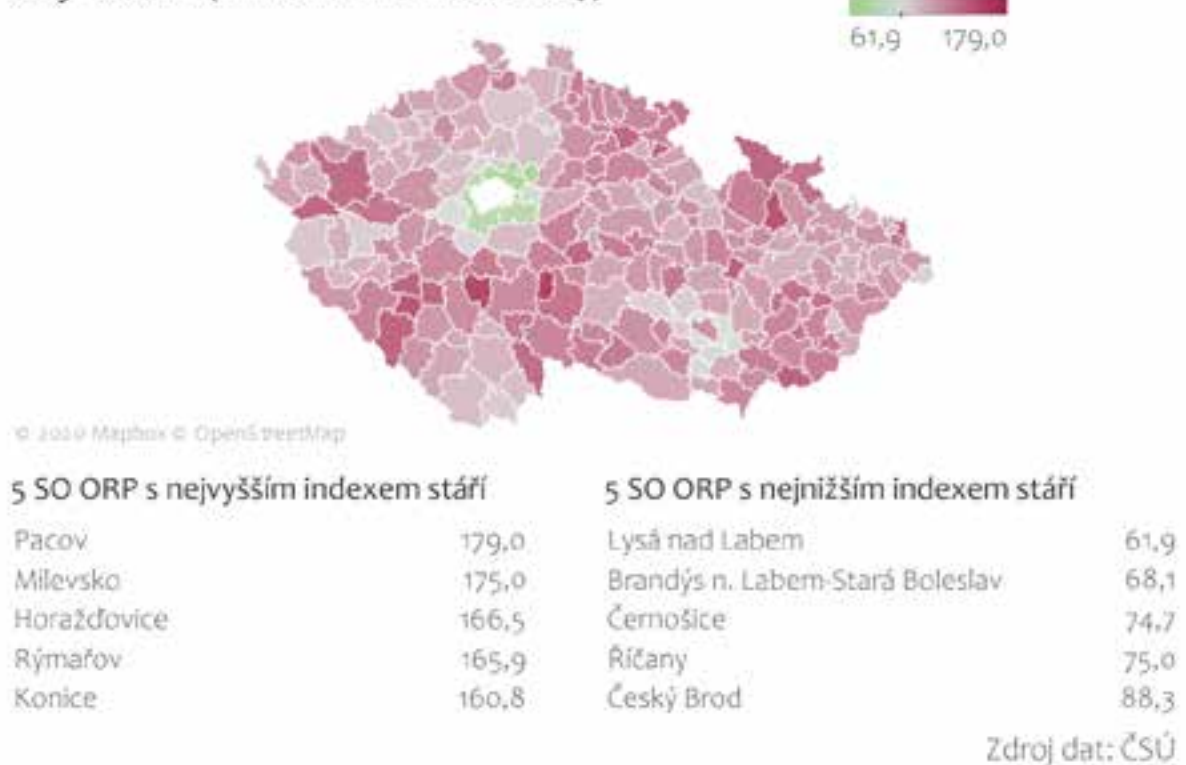 61,9 179,0
© 2020 Mapbox © OpenStreetMap
5 SO ORP s nejvyšším indexem stáří
Pacov 179,0
Milevsko 175,0
Horažďovice 166,5
Rýmařov 165,9
Konice 160,8
5 SO ORP s nejnižším indexem stáří
Lysá nad Labem 61,9
Brandýs n. Labem-Stará Boleslav 68,1
Černošice 74,7
Říčany 75,0
Český Brod 88,3
Zdroj dat: ČSÚ